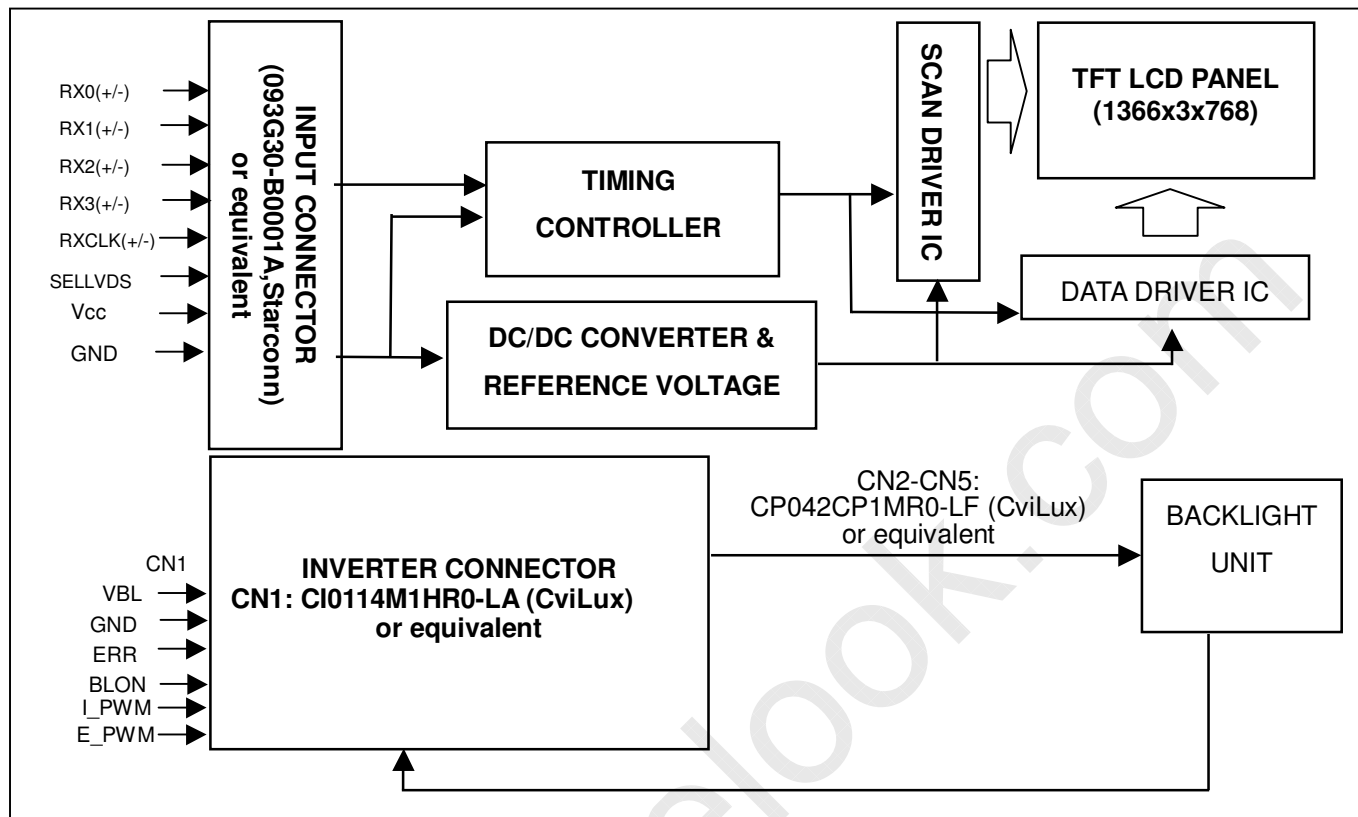 RX0(+/-)
RX1(+/-)
RX2(+/-)
RX3(+/-)
RXCLK(+/-)
SELLVDS
Vcc
GND
INPUT CONNECTOR
(093G30-B0001A,Starconn)
or equivalent
TIMING
CONTROLLER
DC/DC CONVERTER &
REFERENCE VOLTAGE
SCAN DRIVER IC
TFT LCD PANEL
(1366x3x768)
DATA DRIVER IC
CN1
VBL
GND
ERR
BLON
I_PWM
E_PWM
INVERTER CONNECTOR
CN1: CI0114M1HR0-LA (CviLux)
or equivalent
CN2-CN5:
CP042CP1MR0-LF (CviLux)
or equivalent
BACKLIGHT
UNIT
elook.com